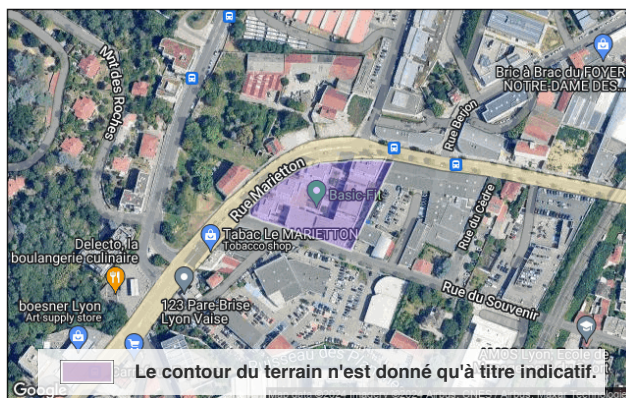 Bric à Brac du FOYER
NOTRE-DAME DES...
Mnt des Roches
Rue Berjon
Rue Marietton
Basic Fit
Rue du Cèdre
Tabac Le MARIETTON
Tobacco shop
Delecto, la
boulangerie culinaire
Rue du Souvenir
boesner Lyon
Art supply store
123 Pare-Brise
Lyon Vaise
AMOS Lyon, École de
Le contour du terrain n'est donné qu'à titre indicatif.
Google